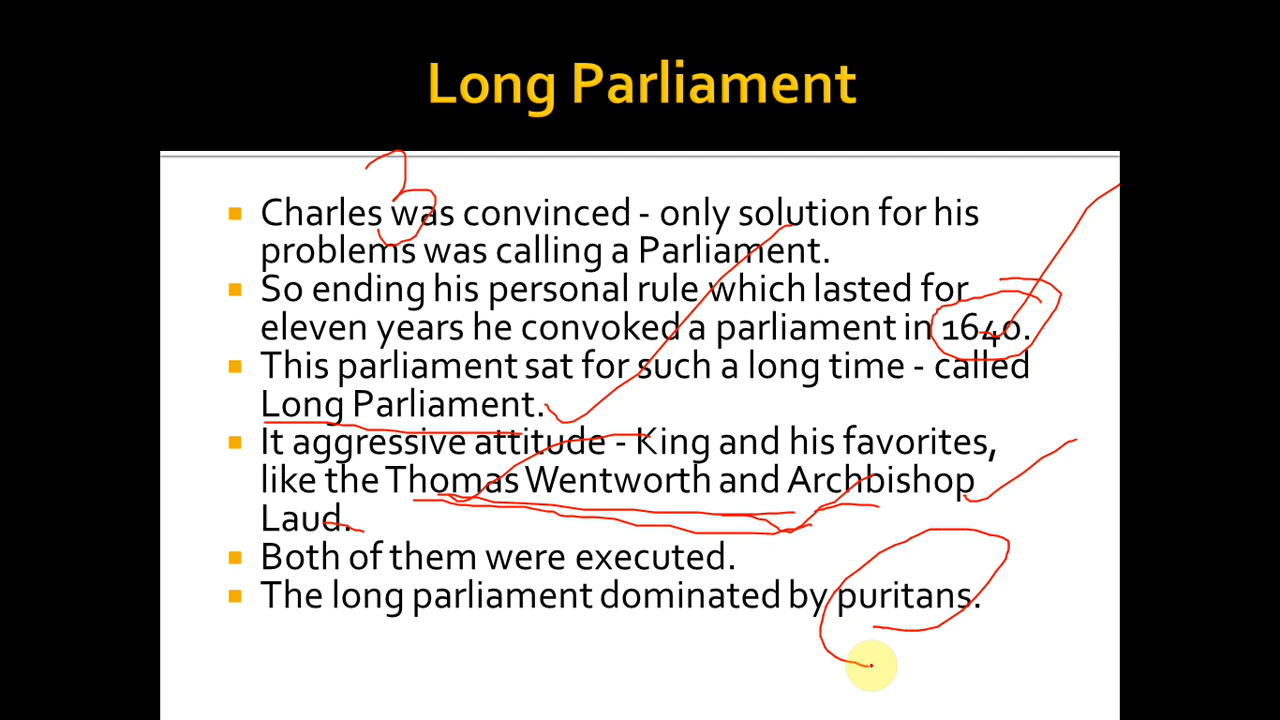 Long Parliament
3
Charles was convinced - only solution for his
problems was calling a Parliament.
So ending his personal rule which lasted for
eleven years he convoked a parliament in 1640.
This parliament sat for such a long time - called
Long Parliament.
It aggressive attitude - King and his favorites,
like the Thomas Wentworth and Archbishop
Laud.
Both of them were executed.
The long parliament dominated by puritans.